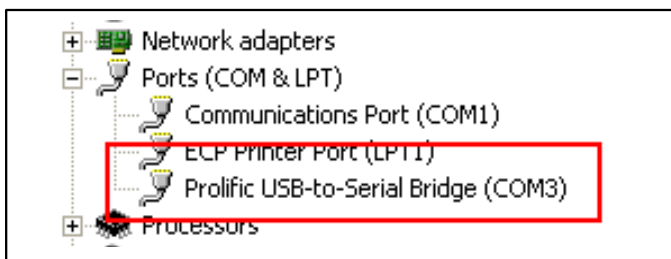 Network adapters
Ports (COM & LPT)
Communications Port (COM1)
ECP Printer Port (LPT1)
Prolific USB-to-Serial Bridge (COM3)
Processors